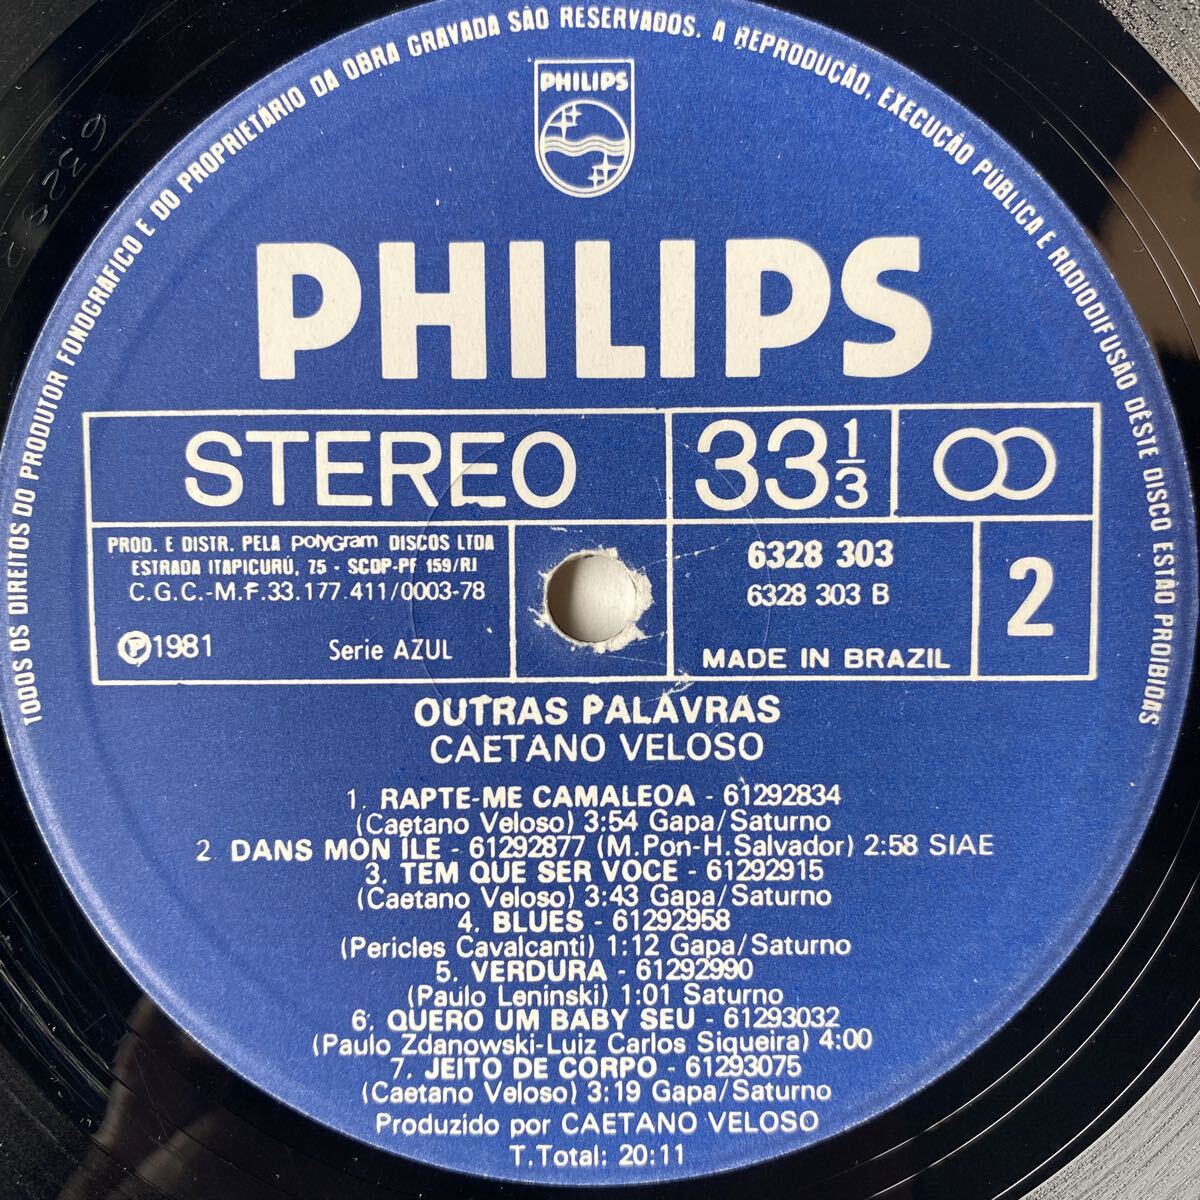 TODOS OS DIREITOS DO PRODUTOR FONOGRÁFICO E DO PROPRIETÁRIO DA OBRA GRAVADA SÃO RESERVADOS. A REPRODUÇÃO, EXECUÇÃO PÚBLICA E RADIODIFUSÃO DÊSTE DISCO ESTÃO PROIBIDAS
PHILIPS
PHILIPS
STEREO
33 1/3
PROD. E DISTR. PELA polyGram DISCOS LTDA
ESTRADA ITAPICURÚ, 75 - SCDP-PF 159/RJ
C.G.C.-M.F.33.177.411/0003-78
Ⓟ1981 Serie AZUL
6328 303
6328 303 B
MADE IN BRAZIL
2
OUTRAS PALAVRAS
CAETANO VELOSO
1. RAPTE-ME CAMALEOA - 61292834
(Caetano Veloso) 3:54 Gapa/Saturno
2. DANS MON ILE - 61292877 (M.Pon-H.Salvador) 2:58 SIAE
3. TEM QUE SER VOCE - 61292915
(Caetano Veloso) 3:43 Gapa/Saturno
4. BLUES - 61292958
(Pericles Cavalcanti) 1:12 Gapa/Saturno
5. VERDURA - 61292990
(Paulo Leninski) 1:01 Saturno
6. QUERO UM BABY SEU - 61293032
(Paulo Zdanowski-Luiz Carlos Siqueira) 4:00
7. JEITO DE CORPO - 61293075
(Caetano Veloso) 3:19 Gapa/Saturno
Produzido por CAETANO VELOSO
T.Total: 20:11